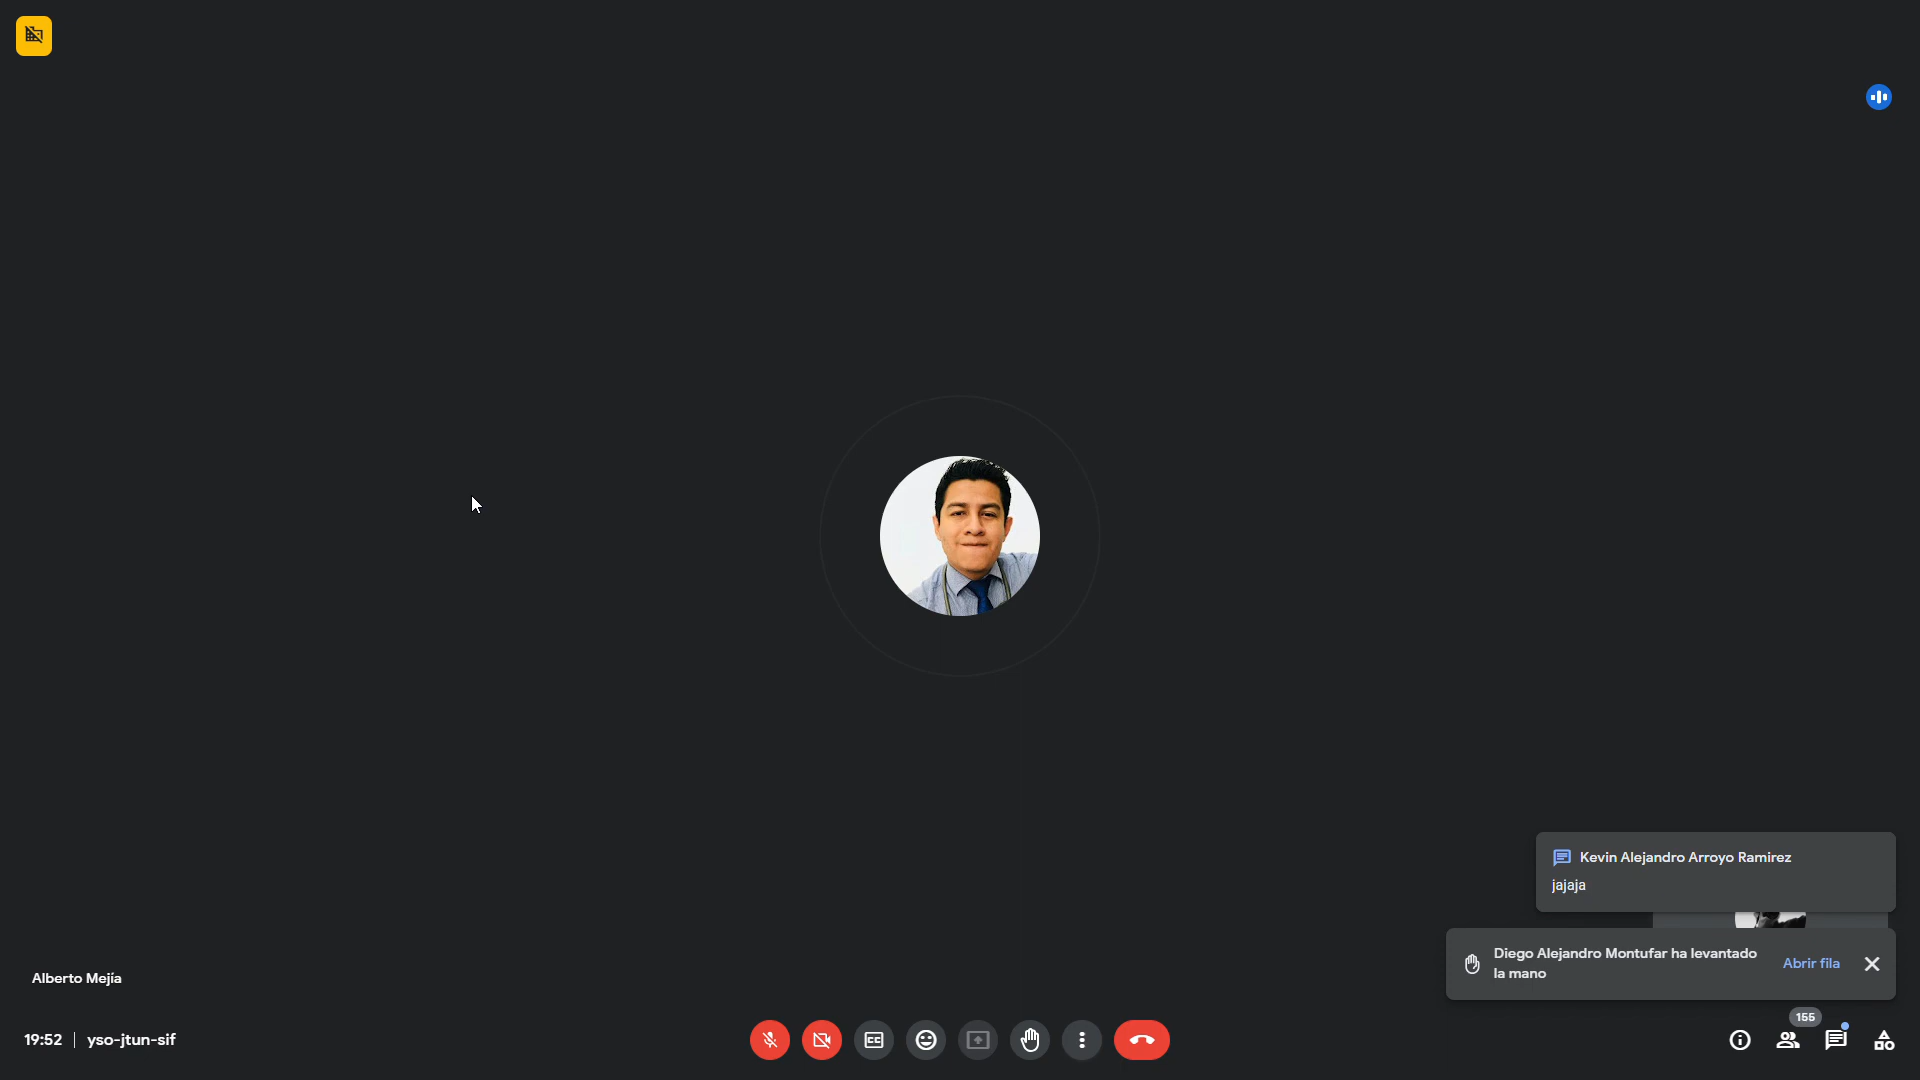 Kevin Alejandro Arroyo Ramirez
jajaja
Diego Alejandro Montufar ha levantado
la mano
Abrir fila
Alberto Mejía
155
19:52
yso-jtun-sif
CC